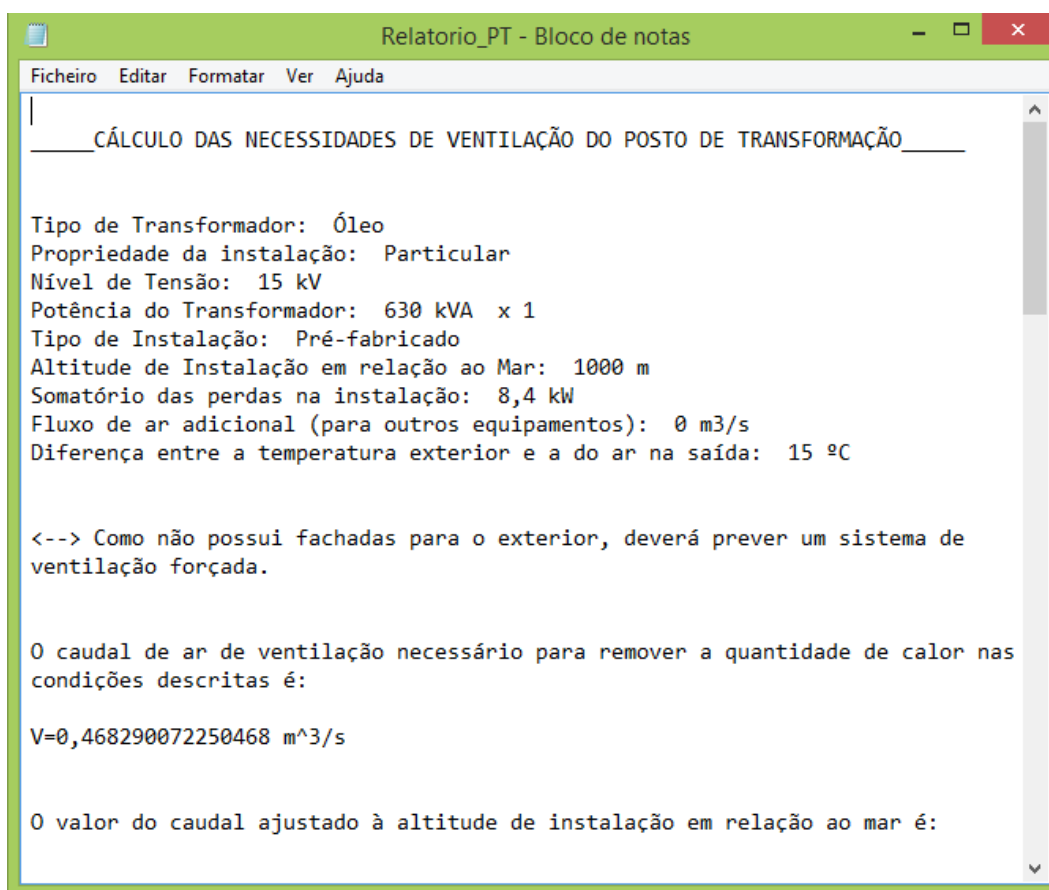 Relatorio_PT - Bloco de notas
Ficheiro Editar Formatar Ver Ajuda
_____CÁLCULO DAS NECESSIDADES DE VENTILAÇÃO DO POSTO DE TRANSFORMAÇÃO_____
Tipo de Transformador:  Óleo
Propriedade da instalação:  Particular
Nível de Tensão:  15 kV
Potência do Transformador:  630 kVA  x 1
Tipo de Instalação:  Pré-fabricado
Altitude de Instalação em relação ao Mar:  1000 m
Somatório das perdas na instalação:  8,4 kW
Fluxo de ar adicional (para outros equipamentos):  0 m3/s
Diferença entre a temperatura exterior e a do ar na saída:  15 ºC
<--> Como não possui fachadas para o exterior, deverá prever um sistema de
ventilação forçada.
O caudal de ar de ventilação necessário para remover a quantidade de calor nas
condições descritas é:
V=0,468290072250468 m^3/s
O valor do caudal ajustado à altitude de instalação em relação ao mar é: